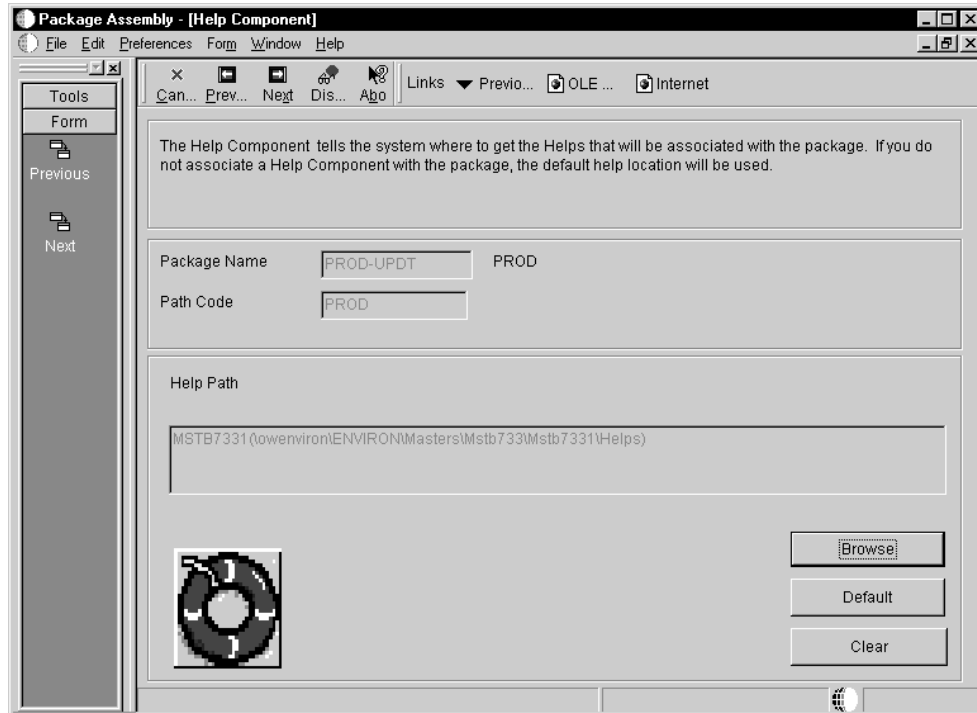 Package Assembly - [Help Component]
File Edit Preferences Form Window Help
Tools
Form
Previous
Next
Can... Prev... Next Dis... Abo Links Previo... OLE ... Internet
The Help Component tells the system where to get the Helps that will be associated with the package. If you do
not associate a Help Component with the package, the default help location will be used.
Package Name PROD-UPDT PROD
Path Code PROD
Help Path
MSTB7331(\owenviron\ENVIRON\Masters\Mstb733\Mstb7331\Helps)
Browse
Default
Clear